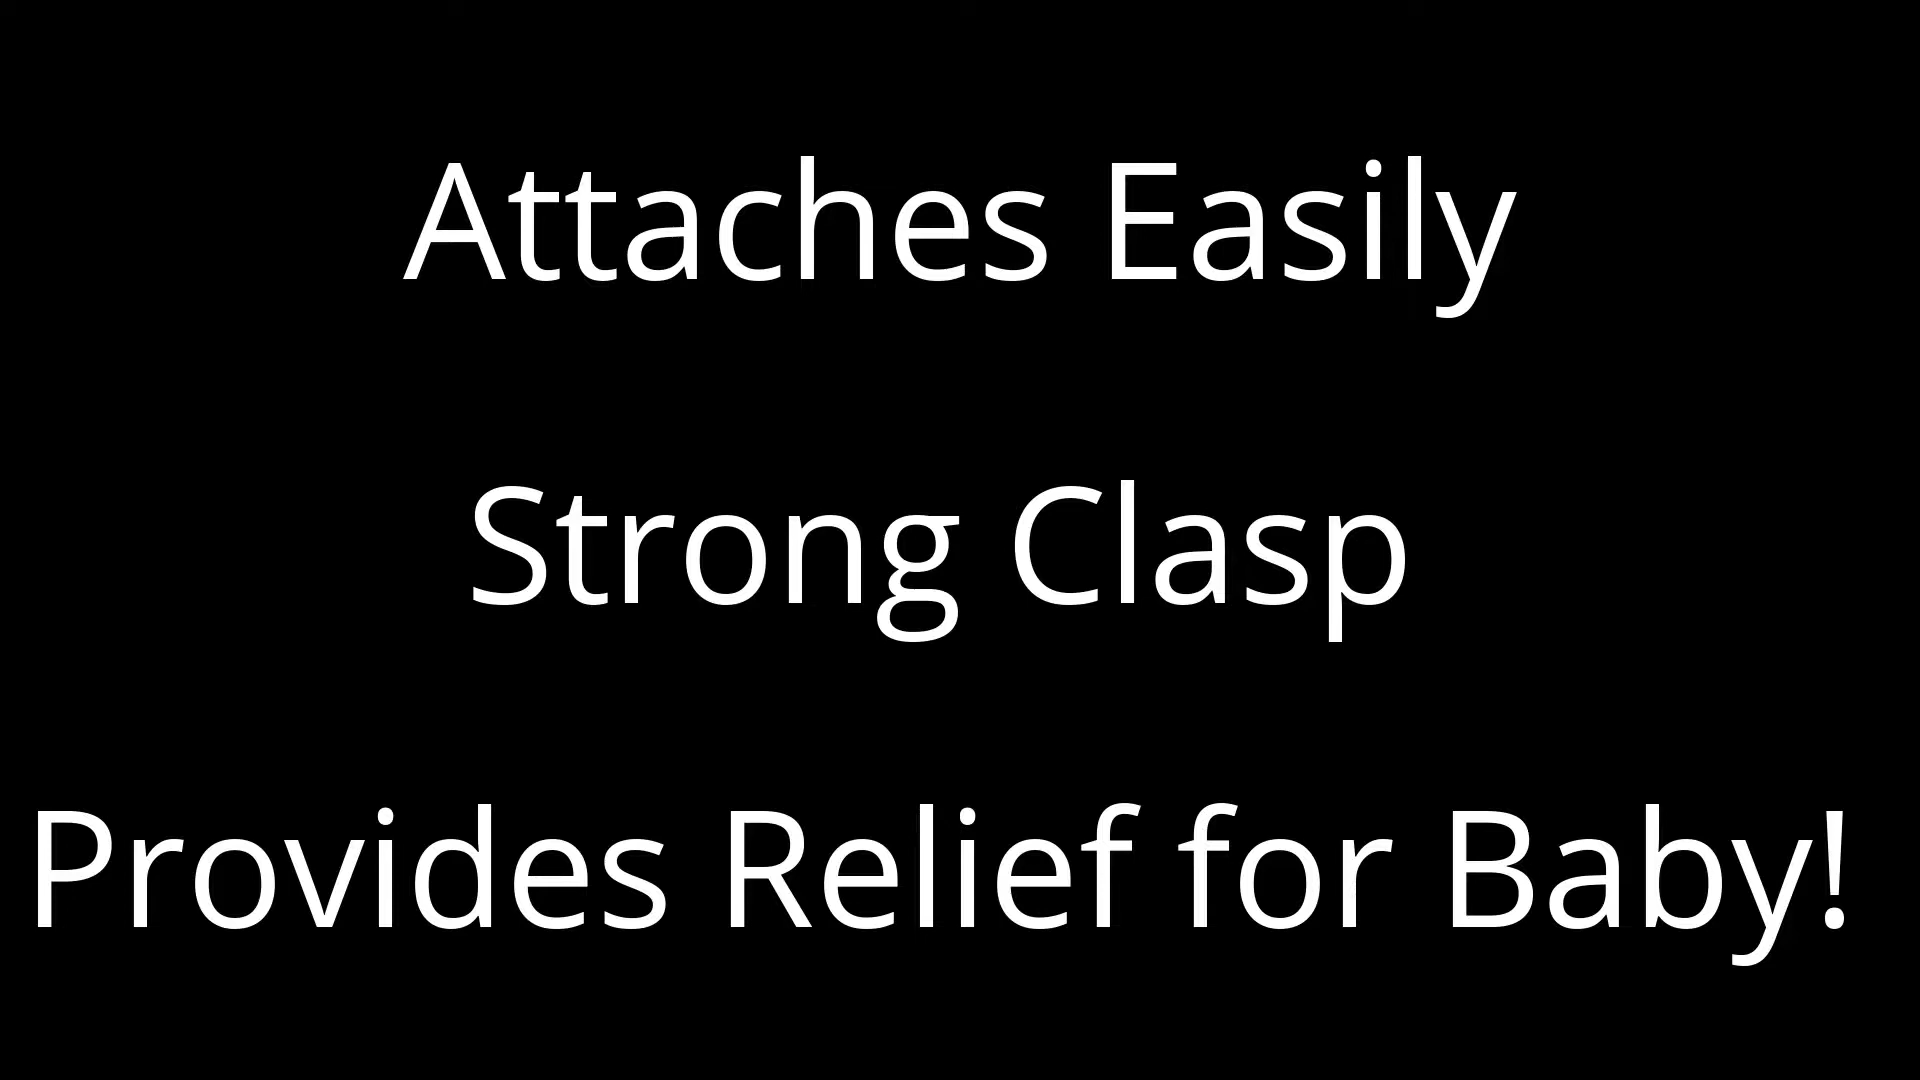 Attaches Easily
Strong Clasp
Provides Relief for Baby!